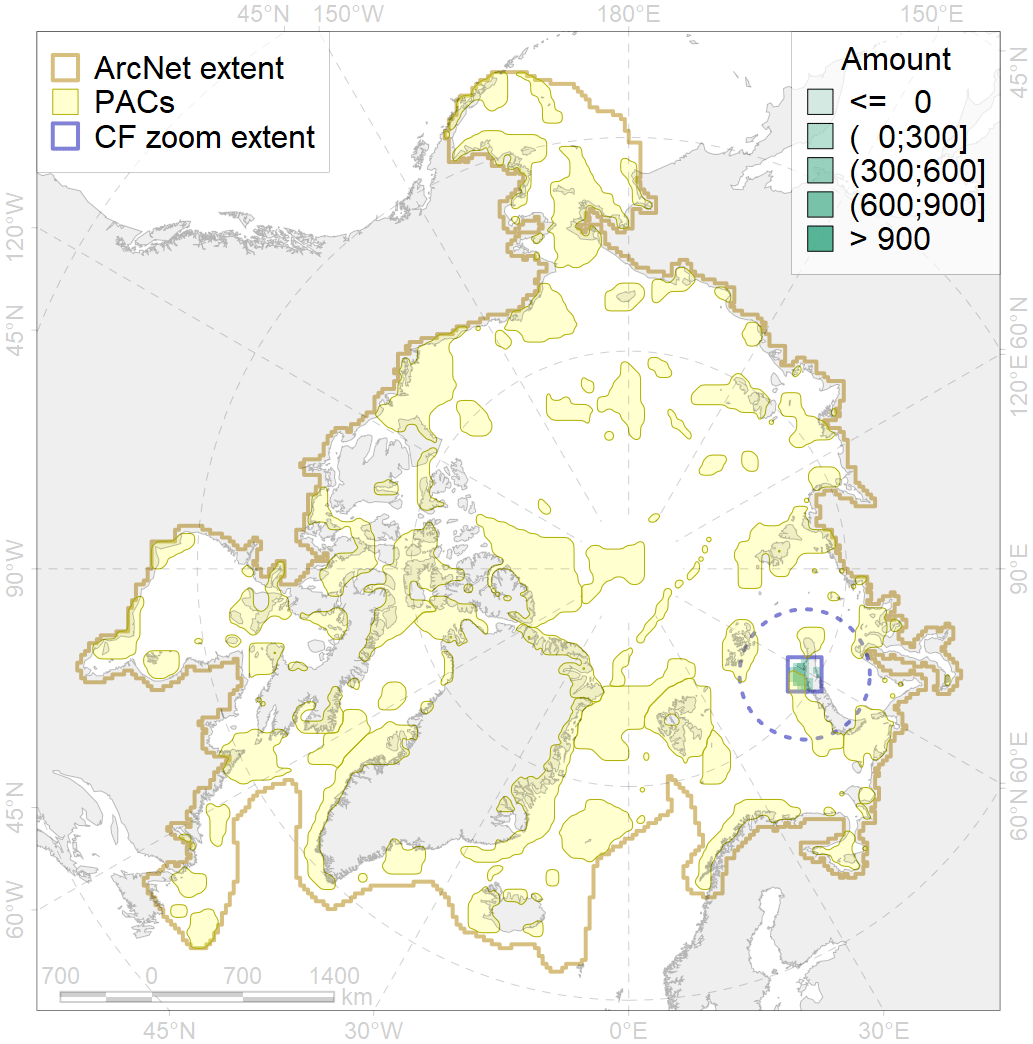 45°N 150°W 180°E 150°E
ArcNet extent
PACs
CF zoom extent
Amount
<= 0
( 0;300]
(300;600]
(600;900]
> 900
45°N
120°W
45°N
60°N
120°E
90°W
90°E
60°E
45°N
60°N
60°W
700 0 700 1400
km
45°N 30°W 0°E 30°E